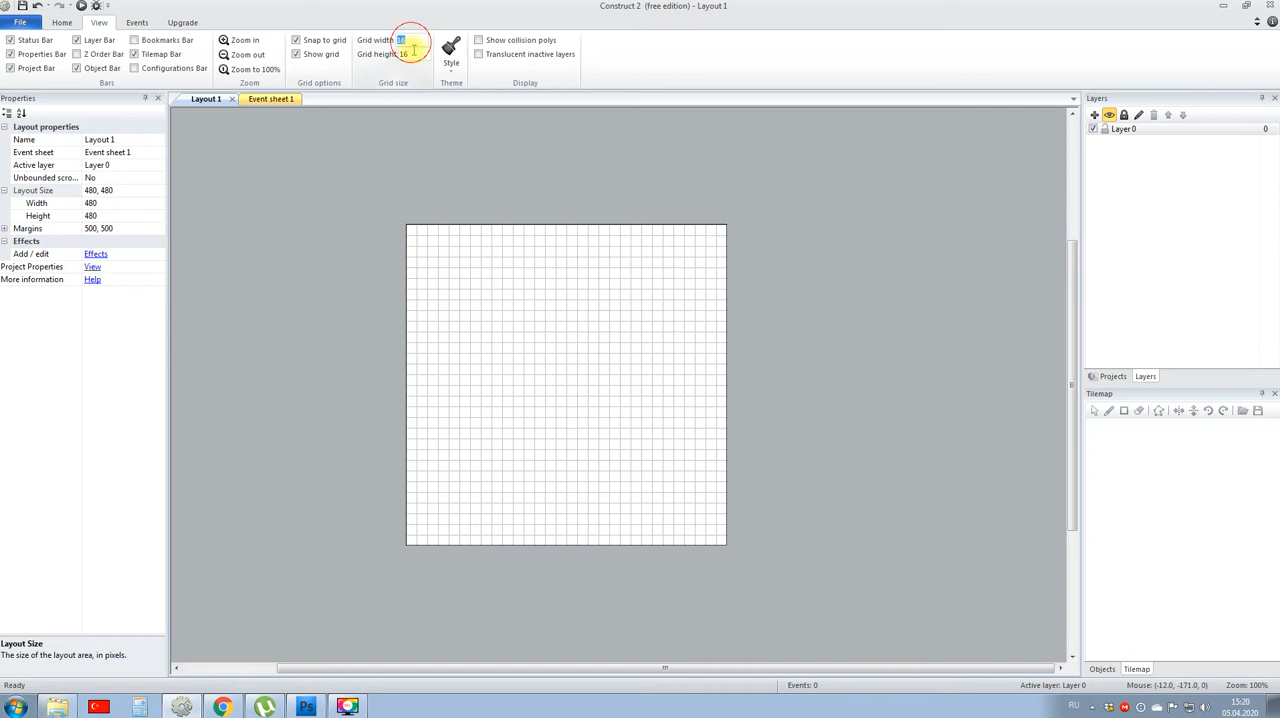 Construct 2 (free edition) - Layout 1
File Home View Events Upgrade
Status Bar Layer Bar Bookmarks Bar Zoom in Snap to grid Grid width 16 Show collision polys
Properties Bar Z Order Bar Tilemap Bar Zoom out Show grid Grid height 16 Style Translucent inactive layers
Project Bar Object Bar Configurations Bar Zoom to 100%
Bars Zoom Grid options Grid size Theme Display
Properties Layout 1 Event sheet 1 Layers
Layout properties
Name Layout 1
Event sheet Event sheet 1
Active layer Layer 0
Unbounded scro... No
Layout Size 480, 480
Width 480
Height 480
Margins 500, 500
Effects
Add / edit Effects
Project Properties View
More information Help
Layer 0 0
Projects Layers
Tilemap
Layout Size
The size of the layout area, in pixels.
Objects Tilemap
Ready Events: 0 Active layer: Layer 0 Mouse: (-12.0, -171.0, 0) Zoom: 100%
Ps RU 15:20
05.04.2020